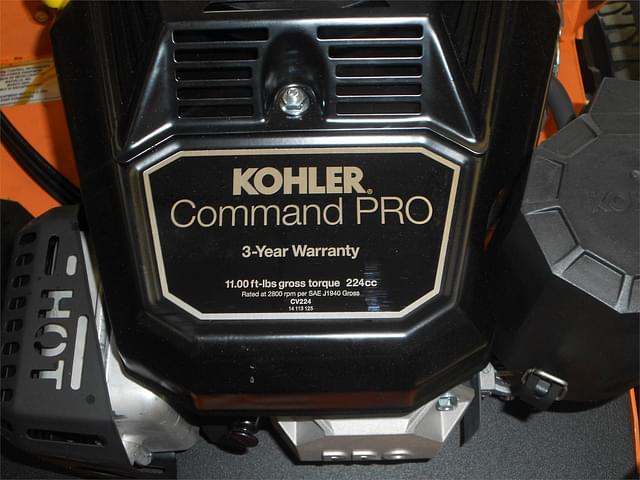 KOHLER®
Command PRO
3-Year Warranty
11.00 ft-lbs gross torque 224cc
Rated at 2800 rpm per SAE J1940 Gross
CV224
14 113 125
HOT